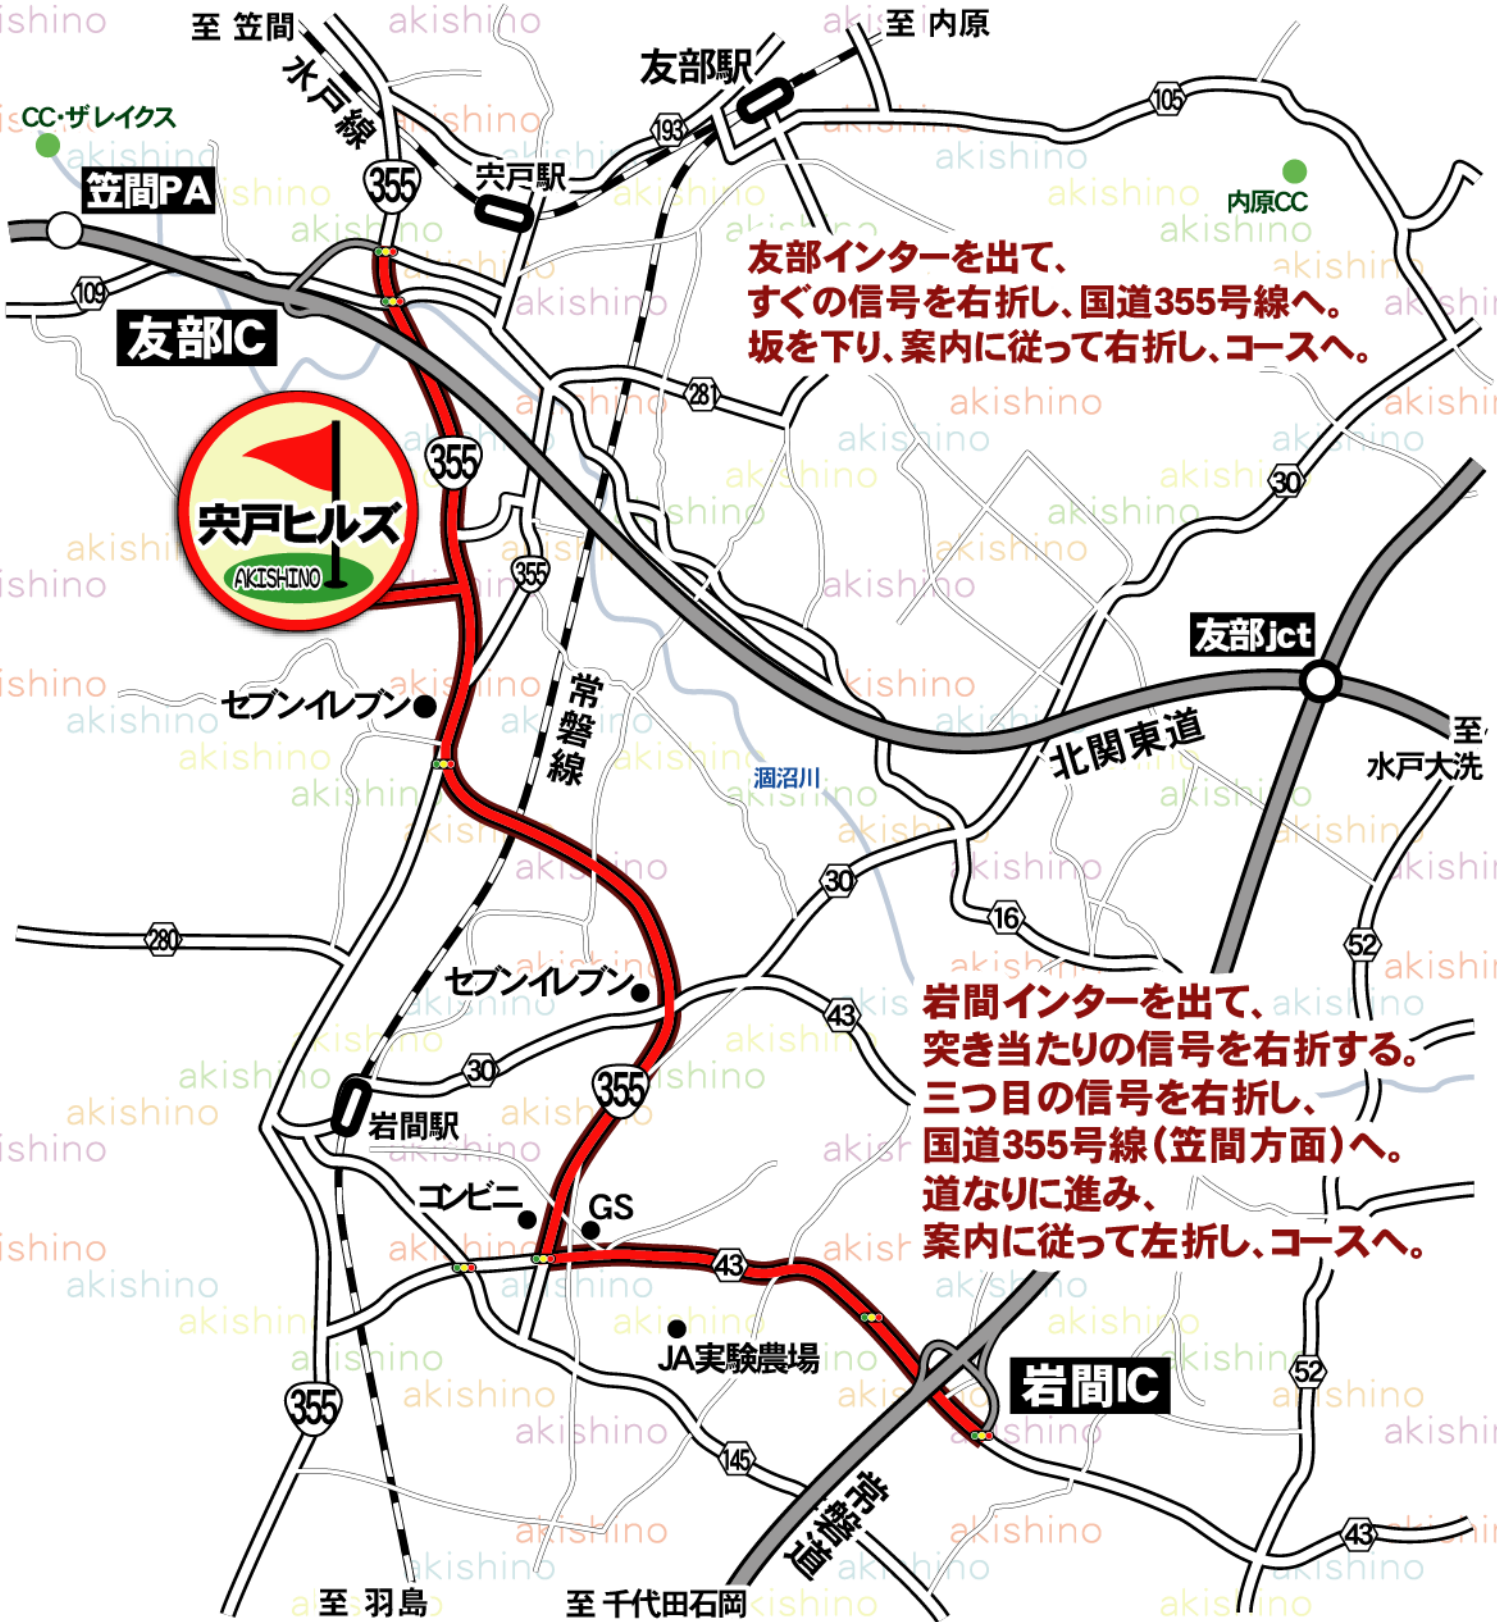 至 笠間
至 内原
友部駅
水戸線
193
105
CC・ザ レイクス
笠間PA
355
宍戸駅
内原CC
109
友部IC
友部インターを出て、
すぐの信号を右折し、国道355号線へ。
坂を下り、案内に従って右折し、コースへ。
281
355
30
宍戸ヒルズ
AKISHINO
355
友部jct
セブンイレブン
常磐線
北関東道
至
水戸大洗
涸沼川
30
16
280
52
セブンイレブン
43
30
355
岩間駅
岩間インターを出て、
突き当たりの信号を右折する。
三つ目の信号を右折し、
国道355号線（笠間方面）へ。
道なりに進み、
案内に従って左折し、コースへ。
コンビニ
GS
43
JA実験農場
岩間IC
52
355
145
常磐道
43
至 羽島
至 千代田石岡
akishino